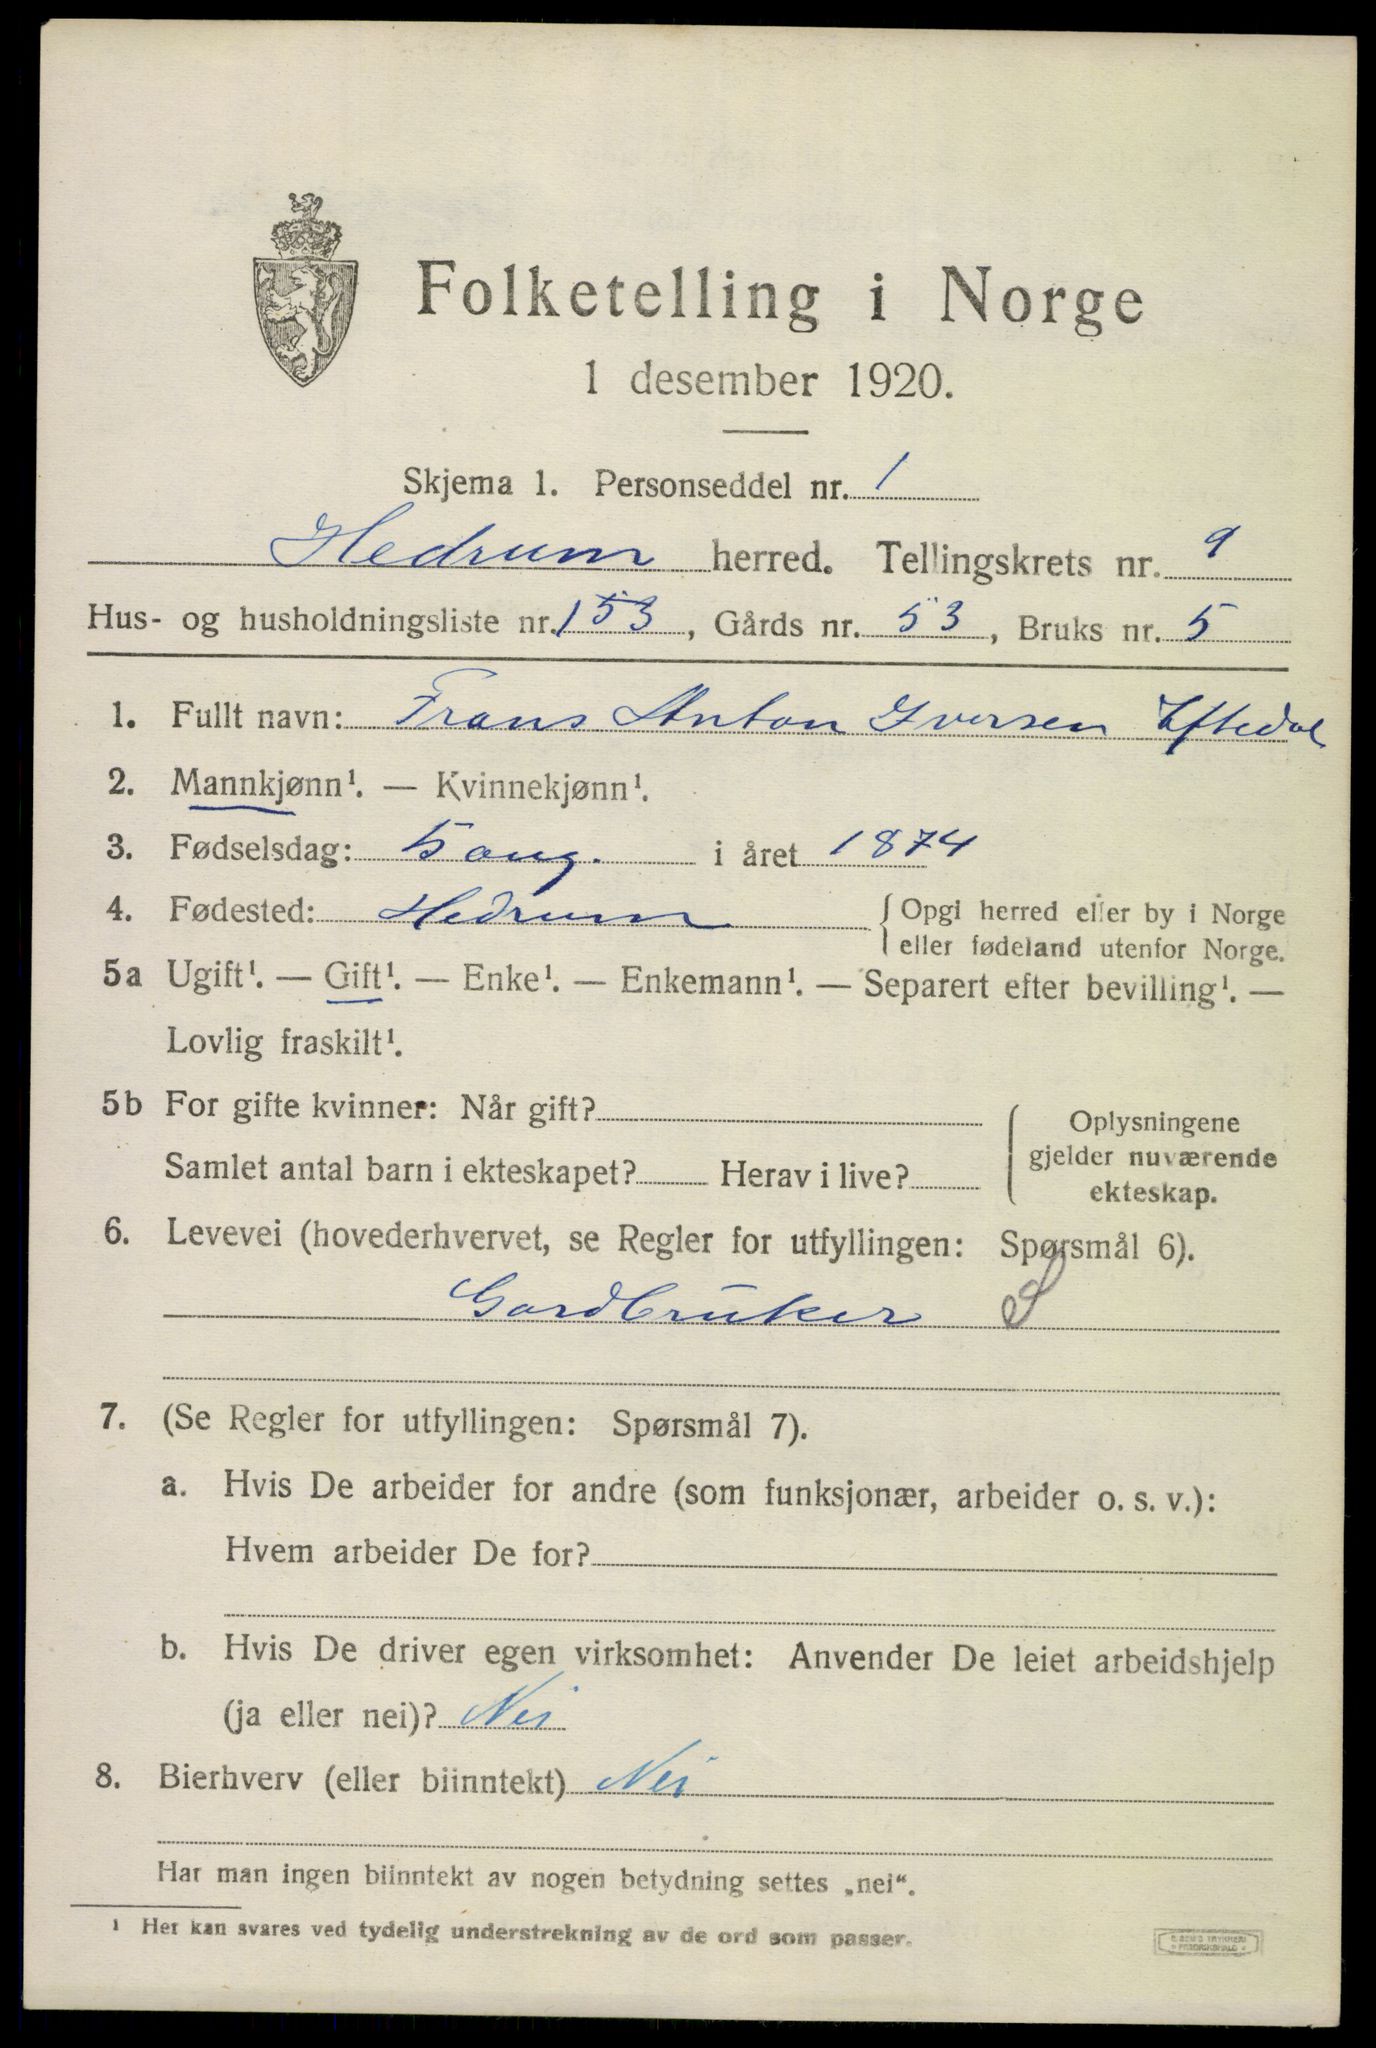 Folketelling i Norge
1 desember 1920.
Skjema 1. Personseddel nr. 1
Hedrum herred. Tellingskrets nr. 9
Hus- og husholdningsliste nr. 153, Gårds nr. 53, Bruks nr. 5
1. Fullt navn: Frans Anton Iversen Eftedal
2. Mannkjønn¹. — Kvinnekjønn¹.
3. Fødselsdag: 5 aug. i året 1874
4. Fødested: Hedrum { Opgi herred eller by i Norge
eller fødeland utenfor Norge.
5a Ugift¹. — Gift¹. — Enke¹. — Enkemann¹. — Separert efter bevilling¹. —
Lovlig fraskilt¹.
5b For gifte kvinner: Når gift?
Samlet antal barn i ekteskapet? Herav i live?
Oplysningene
gjelder nuværende
ekteskap.
6. Levevei (hovederhvervet, se Regler for utfyllingen: Spørsmål 6).
Gardbruker S
7. (Se Regler for utfyllingen: Spørsmål 7).
a. Hvis De arbeider for andre (som funksjonær, arbeider o. s. v.):
Hvem arbeider De for?
b. Hvis De driver egen virksomhet: Anvender De leiet arbeidshjelp
(ja eller nei)? Nei
8. Bierhverv (eller biinntekt) Nei
Har man ingen biinntekt av nogen betydning settes „nei“.
¹ Her kan svares ved tydelig understrekning av de ord som passer.